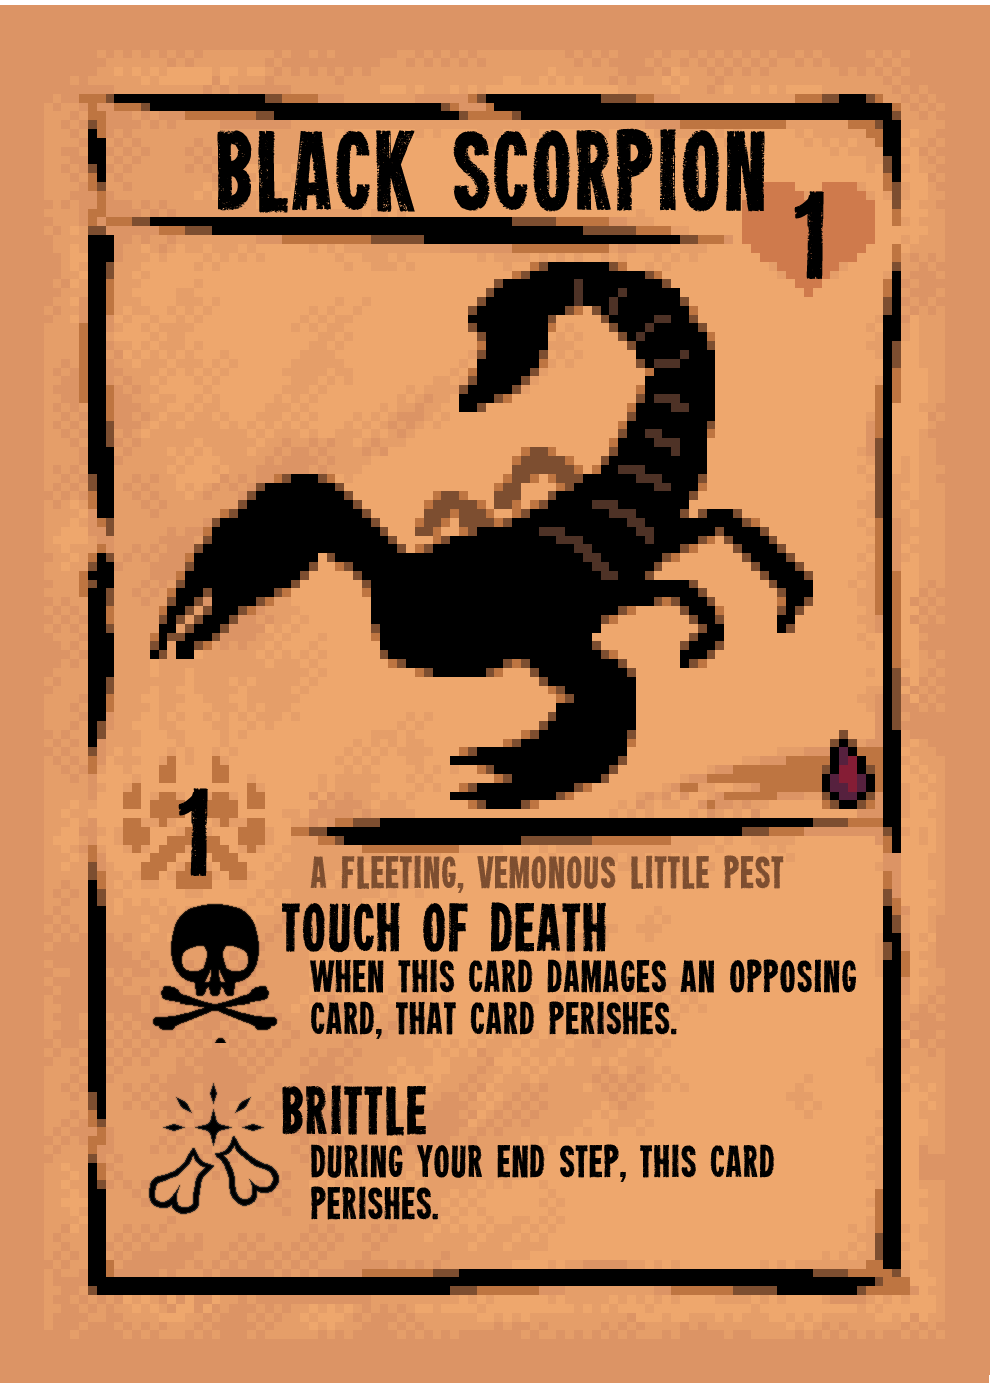 BLACK SCORPION
1
1
A FLEETING, VEMONOUS LITTLE PEST
TOUCH OF DEATH
WHEN THIS CARD DAMAGES AN OPPOSING
CARD, THAT CARD PERISHES.
BRITTLE
DURING YOUR END STEP, THIS CARD
PERISHES.